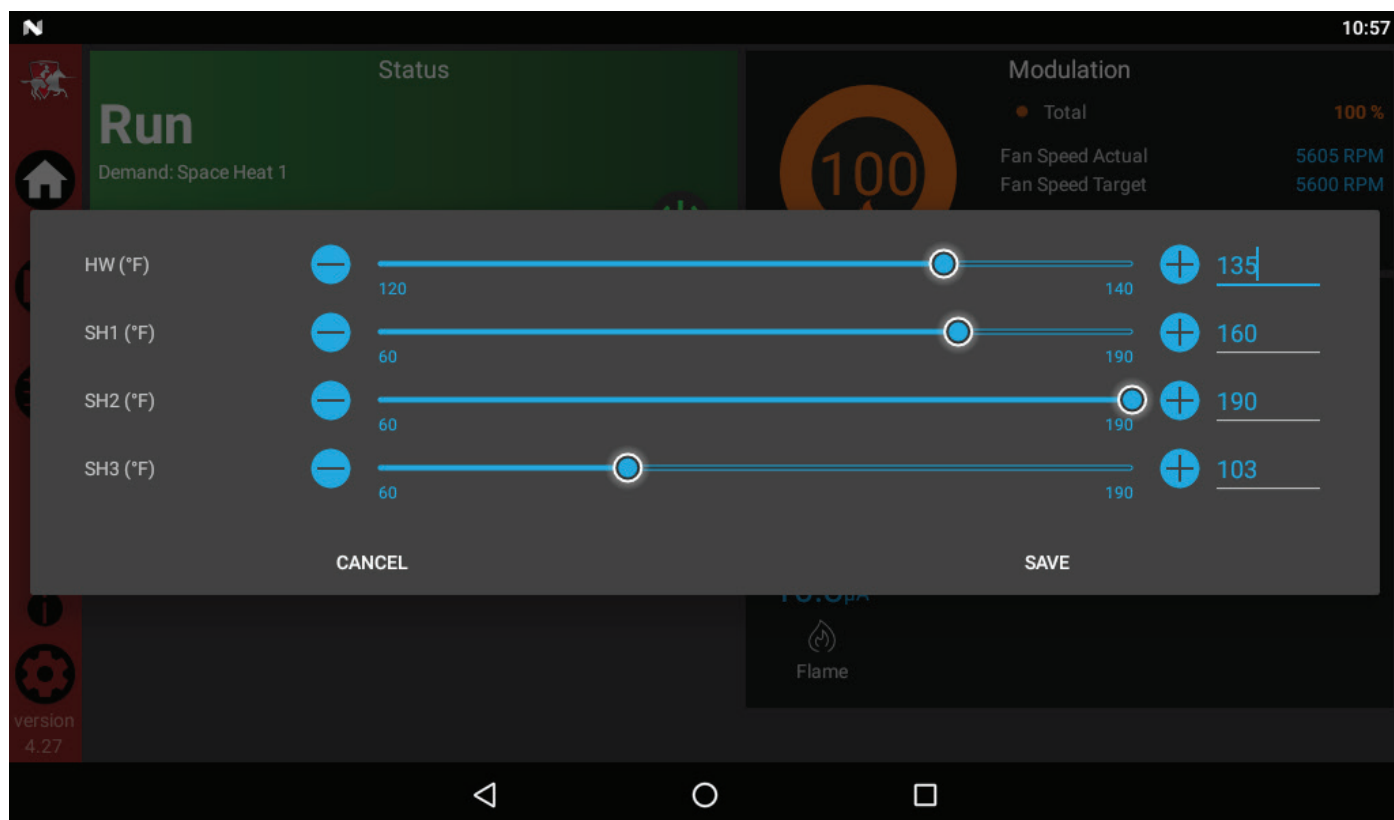 10:57
Status
Run
Demand: Space Heat 1
Modulation
Total 100 %
100
Fan Speed Actual 5605 RPM
Fan Speed Target 5600 RPM
HW (°F) 135
120 140
SH1 (°F) 160
60 190
SH2 (°F) 190
60 190
SH3 (°F) 103
60 190
CANCEL SAVE
µA
Flame
version
4.27